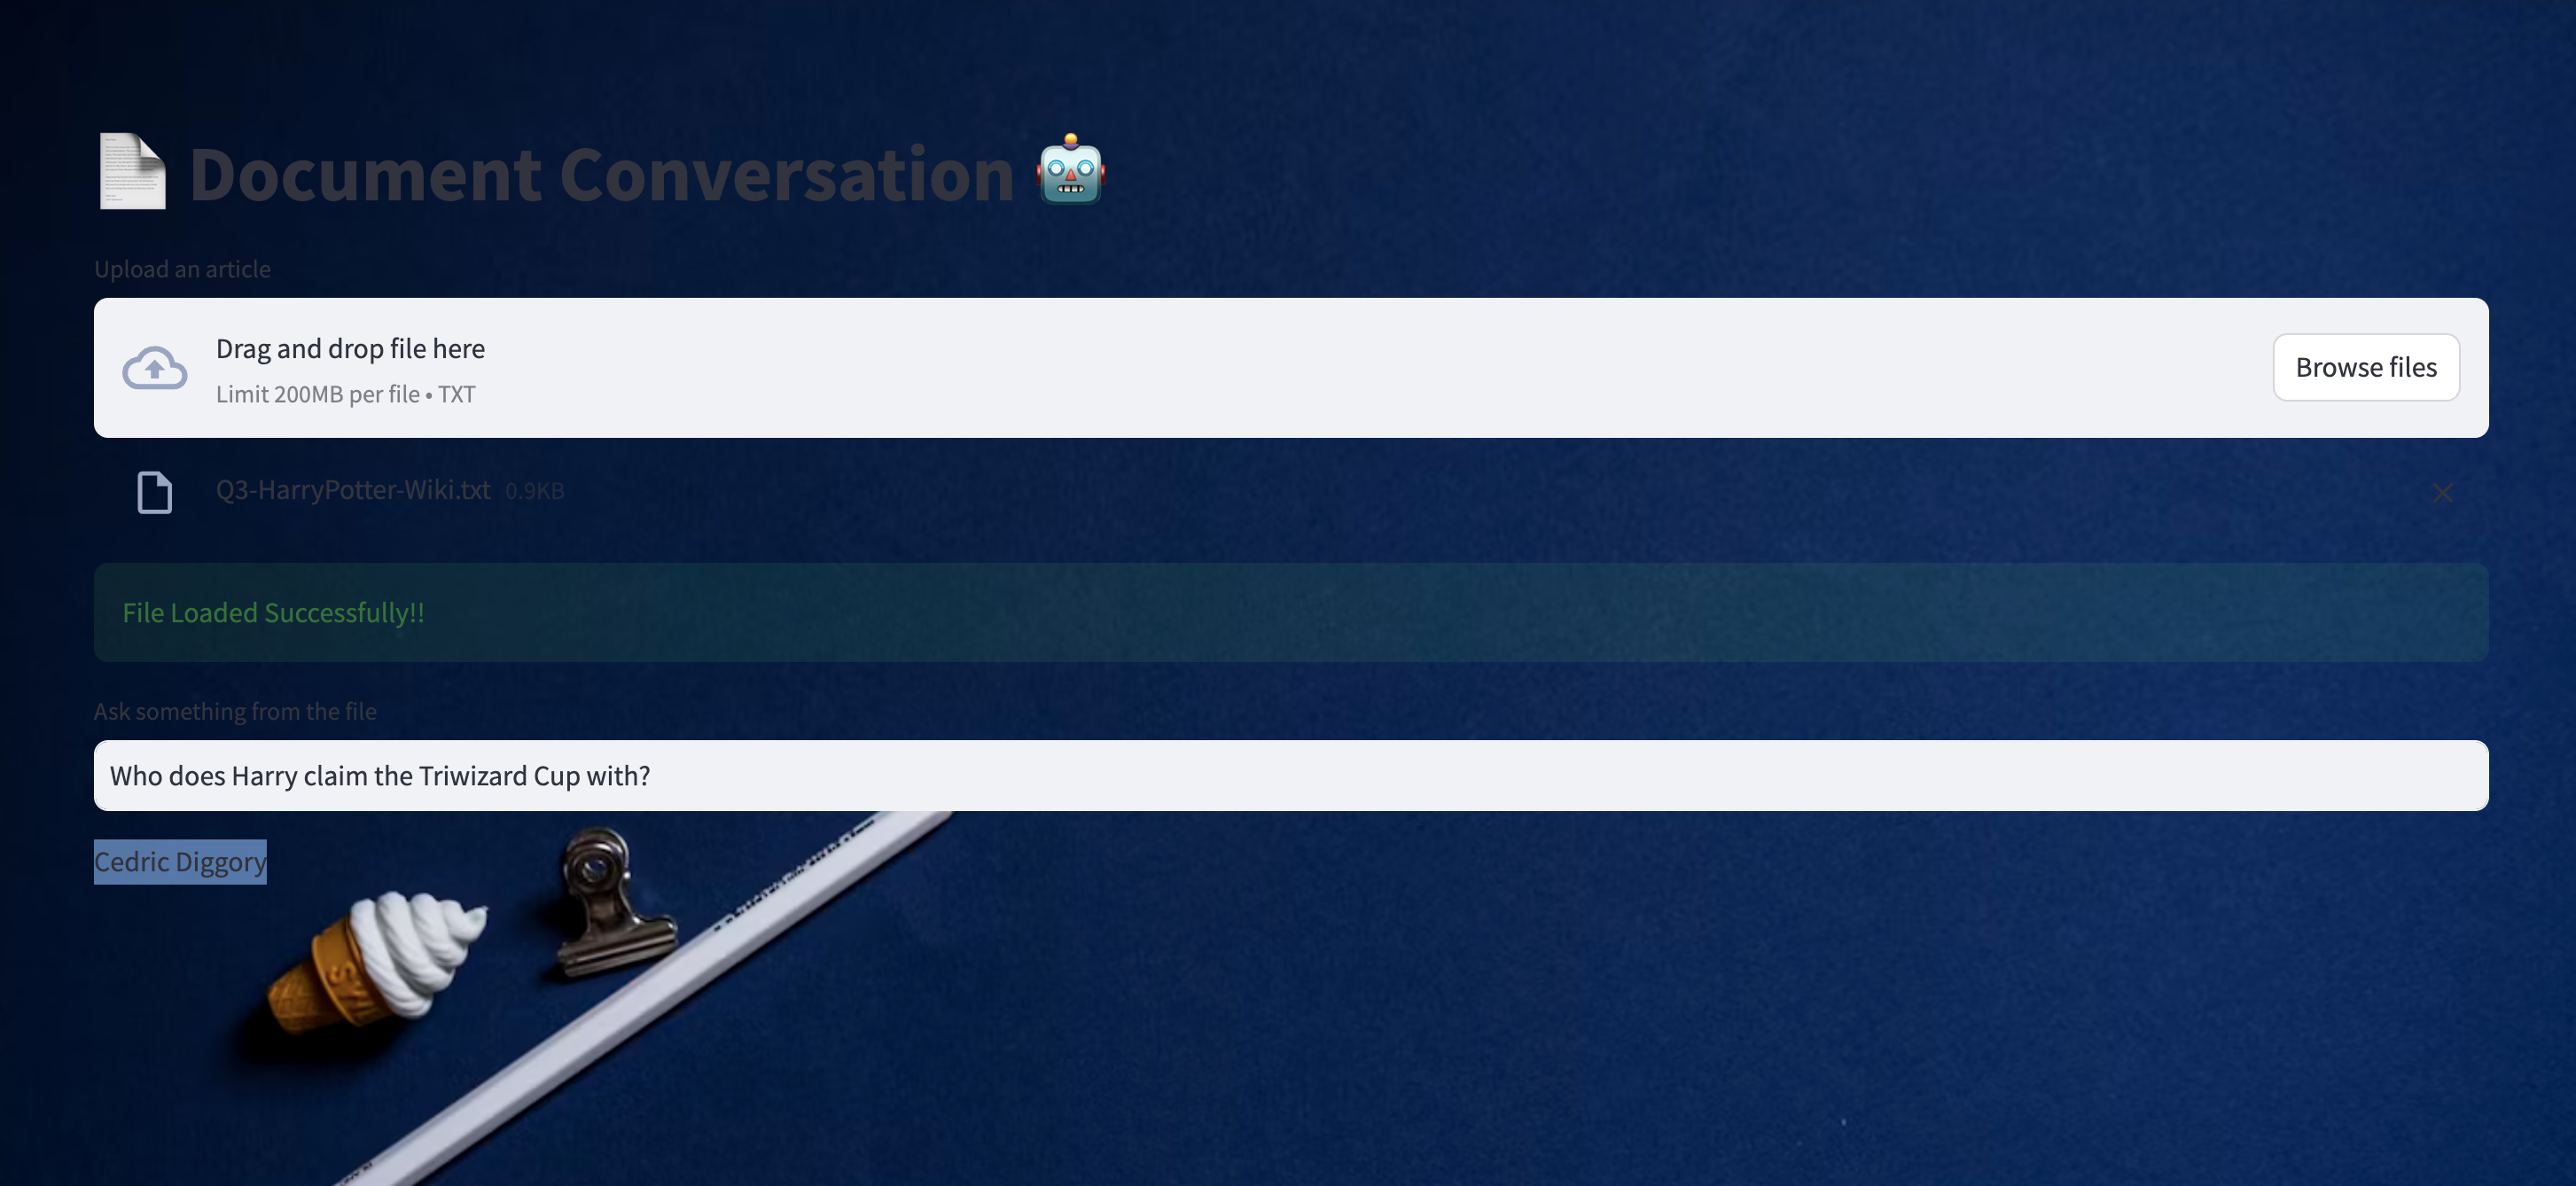 Document Conversation
Upload an article
Drag and drop file here
Limit 200MB per file • TXT
Browse files
Q3-HarryPotter-Wiki.txt 0.9KB
File Loaded Successfully!!
Ask something from the file
Who does Harry claim the Triwizard Cup with?
Cedric Diggory